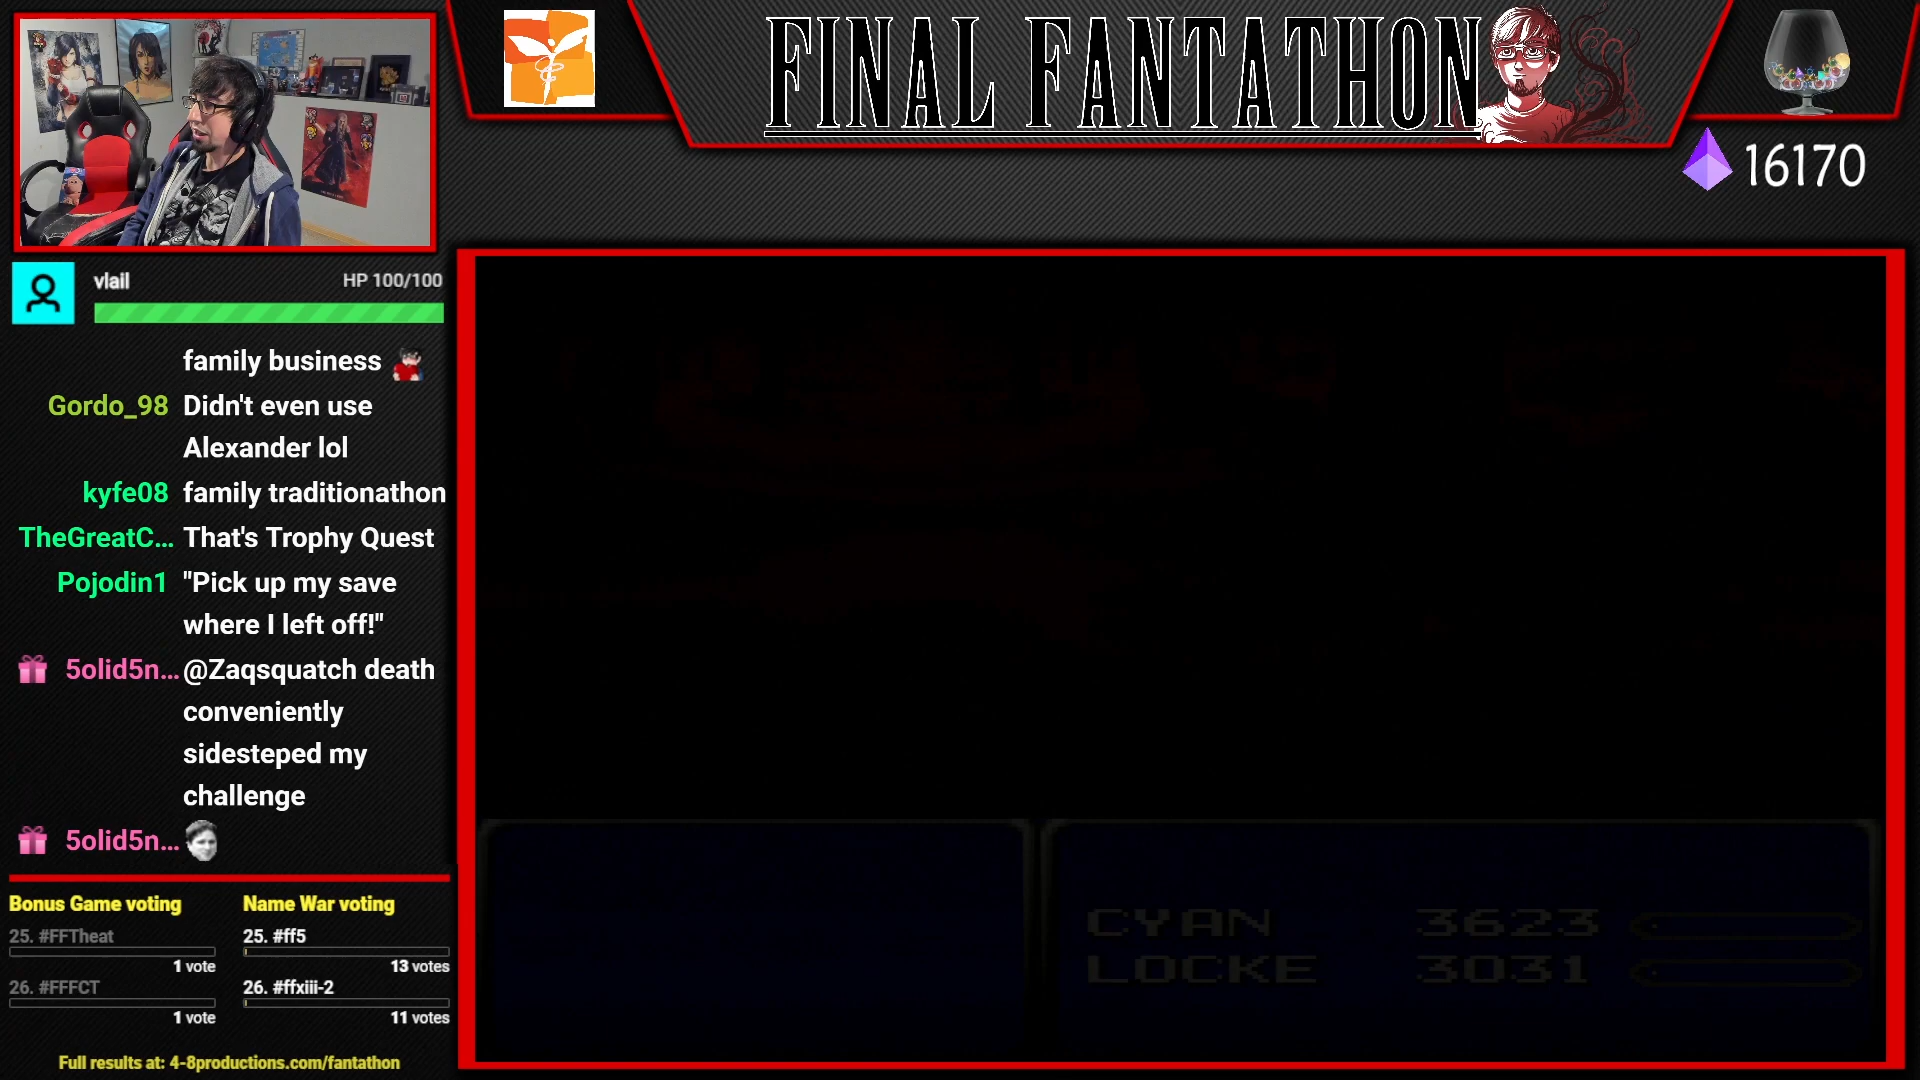 FINAL FANTATHON
16170
vlail HP 100/100
family business
Gordo_98 Didn't even use
Alexander lol
kyfe08 family traditionathon
TheGreatC... That's Trophy Quest
Pojodin1 "Pick up my save
where I left off!"
5olid5n... @Zaqsquatch death
conveniently
sidesteped my
challenge
5olid5n...
Bonus Game voting Name War voting
25. #FFTheat 25. #ff5
1 vote 13 votes
26. #FFFCT 26. #ffxiii-2
1 vote 11 votes
Full results at: 4-8productions.com/fantathon
CYAN 3623
LOCKE 3031